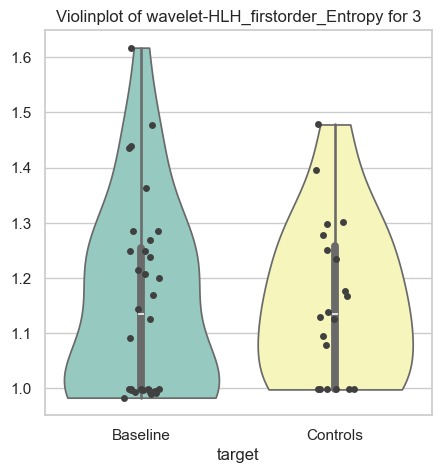 Violinplot of wavelet-HLH_firstorder_Entropy for 3
1.6
1.5
1.4
1.3
1.2
1.1
1.0
Baseline
Controls
target